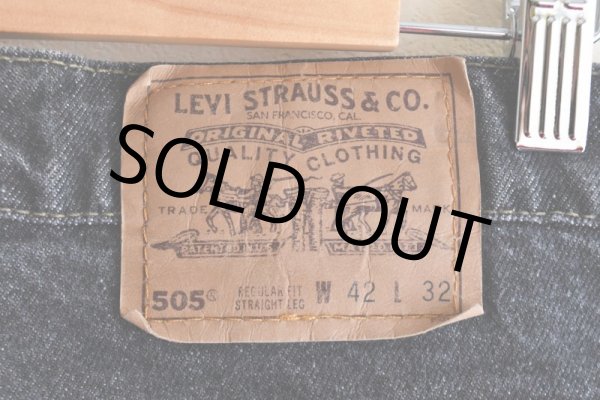 LEVI STRAUSS & CO.
SAN FRANCISCO, CAL.
ORIGINAL RIVETED
QUALITY CLOTHING
SOLD OUT
TRADE MARK
505
REGULAR FIT
STRAIGHT LEG
W 42 L 32